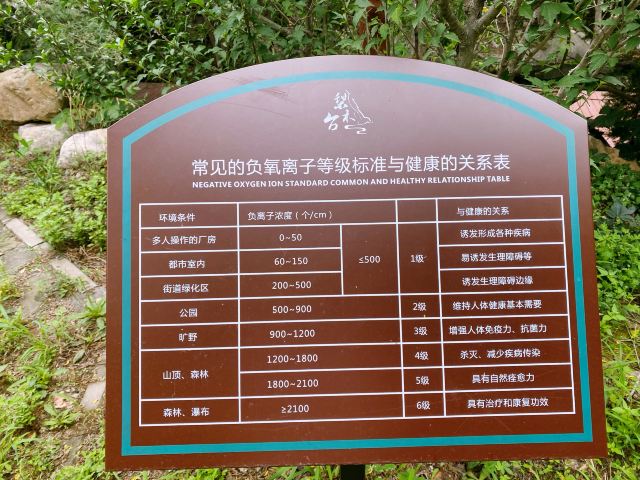 梨木台
常见的负氧离子等级标准与健康的关系表
NEGATIVE OXYGEN ION STANDARD COMMON AND HEALTHY RELATIONSHIP TABLE
环境条件 负离子浓度（个/cm） 与健康的关系
多人操作的厂房 0~50 ≤500 1级 诱发形成各种疾病
都市室内 60~150 易诱发生理障碍等
街道绿化区 200~500 诱发生理障碍边缘
公园 500~900 2级 维持人体健康基本需要
旷野 900~1200 3级 增强人体免疫力、抗菌力
山顶、森林 1200~1800 4级 杀灭、减少疾病传染
1800~2100 5级 具有自然痊愈力
森林、瀑布 ≥2100 6级 具有治疗和康复功效